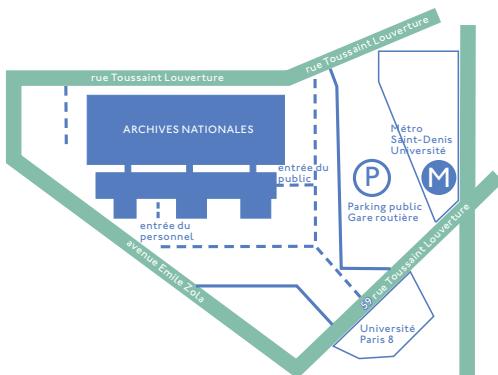 rue Toussaint Louverture
rue Toussaint Louverture
ARCHIVES NATIONALES
Métro
Saint-Denis
Université
entrée du
public
P
M
Parking public
Gare routière
entrée du
personnel
avenue Emile Zola
59 rue Toussaint Louverture
Université
Paris 8